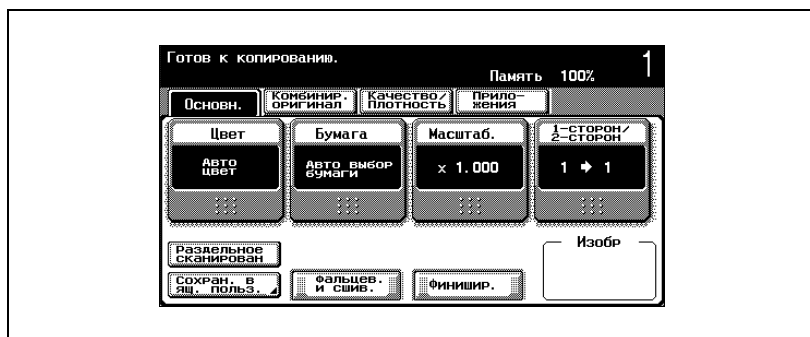 Готов к копированию.
Память 100% 1
Основн. Комбинир. оригинал Качество/ плотность Прило- жения
Цвет Бумага Масштаб. 1-сторон/ 2-сторон
Авто цвет Авто выбор бумаги x 1.000 1 ➔ 1
Изобр
Раздельное
сканирован
Сохран. в
ящ. польз.
Фальцев.
и сшив.
Финишир.